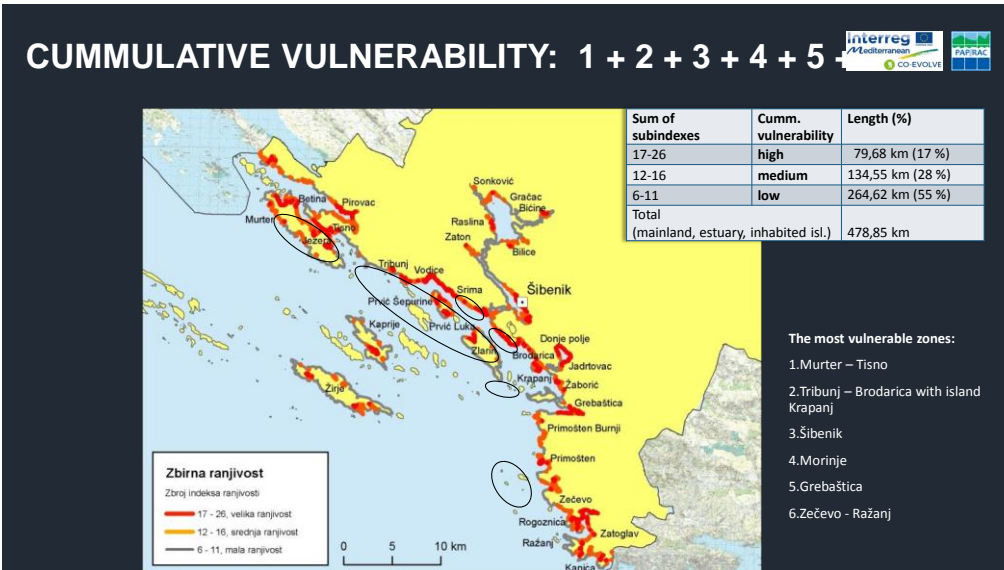 CUMMULATIVE VULNERABILITY: 1 + 2 + 3 + 4 + 5 +
Interreg
Mediterranean
CO-EVOLVE
PAP/RAC
Sum of subindexes Cumm. vulnerability Length (%)
17-26 high 79,68 km (17 %)
12-16 medium 134,55 km (28 %)
6-11 low 264,62 km (55 %)
Total
(mainland, estuary, inhabited isl.) 478,85 km
Sonković
Gračac
Bićine
Betina
Pirovac
Murter
Tisno
Jezera
Raslina
Zaton
Bilice
Tribunj
Vodice
Srima
Šibenik
Prvić Šepurine
Prvić Luka
Kaprije
Zlarin
Donje polje
Brodarica
Jadrtovac
Krapanj
Žaborić
Žirje
Grebaštica
Primošten Burnji
Primošten
Zečevo
Rogoznica
Zatoglav
Ražanj
Kanica
The most vulnerable zones:
1.Murter – Tisno
2.Tribunj – Brodarica with island
Krapanj
3.Šibenik
4.Morinje
5.Grebaštica
6.Zečevo - Ražanj
Zbirna ranjivost
Zbroj indeksa ranjivosti
17 - 26, velika ranjivost
12 - 16, srednja ranjivost
6 - 11, mala ranjivost
0 5 10 km